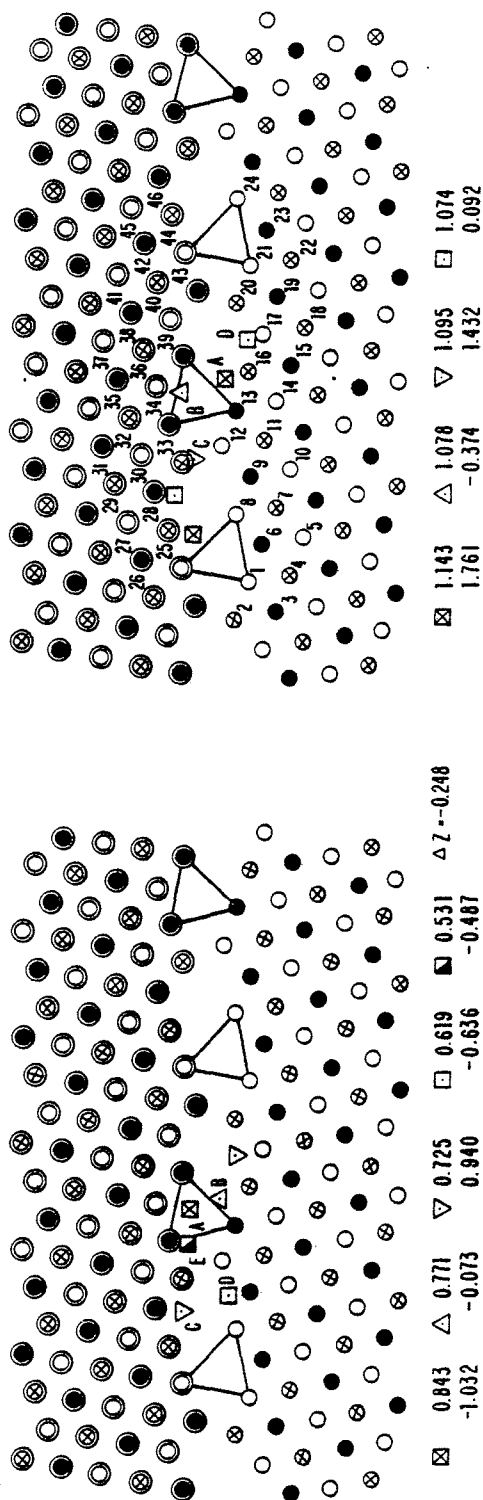 A
B
C
D
E
⊠ 0.843 △ 0.771 ▽ 0.725 ⊡ 0.619 ◪ 0.531 △ Z = -0.248
-1.032 -0.073 0.940 -0.636 -0.487
26 27 29 31 32 35 37 38 41 45 46
25 28 30 33 34 36 39 40 42 43 44
A
B
C
D
1 2 6 8 9 12 13 16 17 20 21 24
3 4 5 7 10 11 14 15 18 19 22 23
⊠ 1.143 △ 1.078 ▽ 1.095 ⊡ 1.074
1.761 -0.374 1.432 0.092